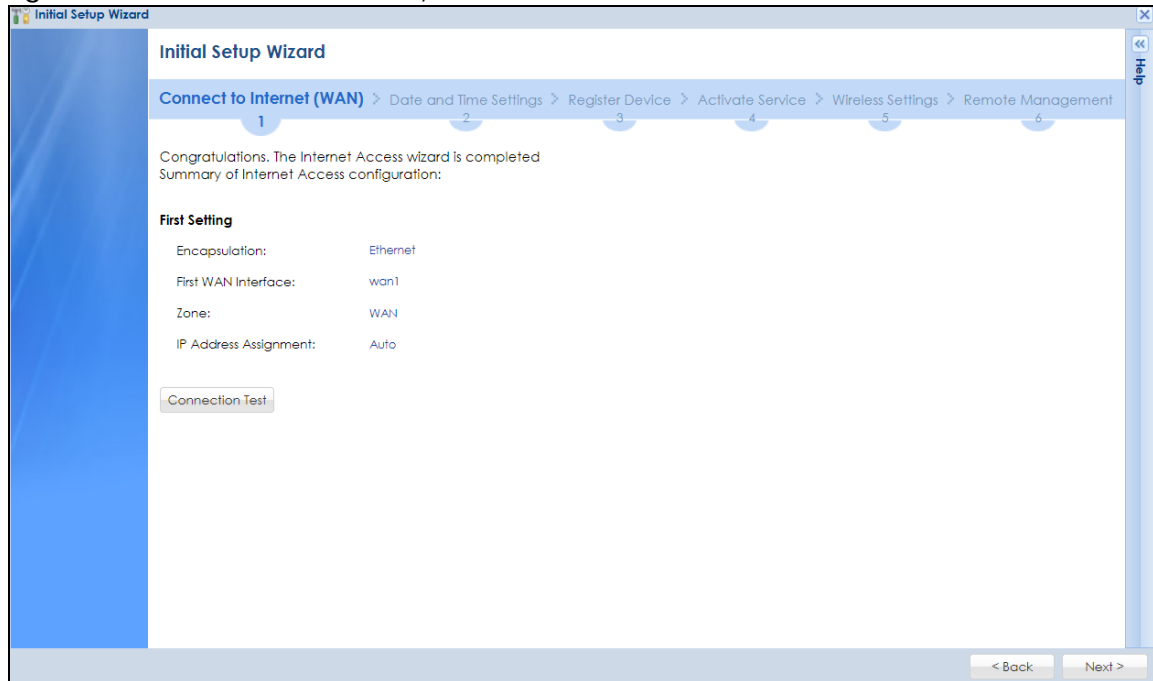 Initial Setup Wizard
Initial Setup Wizard
Connect to Internet (WAN) > Date and Time Settings > Register Device > Activate Service > Wireless Settings > Remote Management
1 2 3 4 5 6
Congratulations. The Internet Access wizard is completed
Summary of Internet Access configuration:
First Setting
Encapsulation: Ethernet
First WAN Interface: wan1
Zone: WAN
IP Address Assignment: Auto
Connection Test
< Back Next >
Help